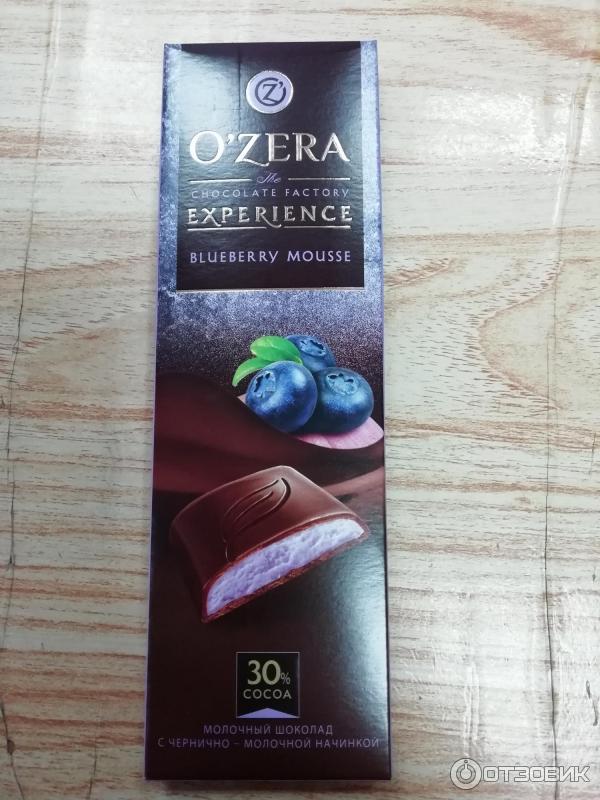 O'ZERA
The
CHOCOLATE FACTORY
EXPERIENCE
BLUEBERRY MOUSSE
30%
COCOA
МОЛОЧНЫЙ ШОКОЛАД
С ЧЕРНИЧНО – МОЛОЧНОЙ НАЧИНКОЙ
ОТЗОВИК